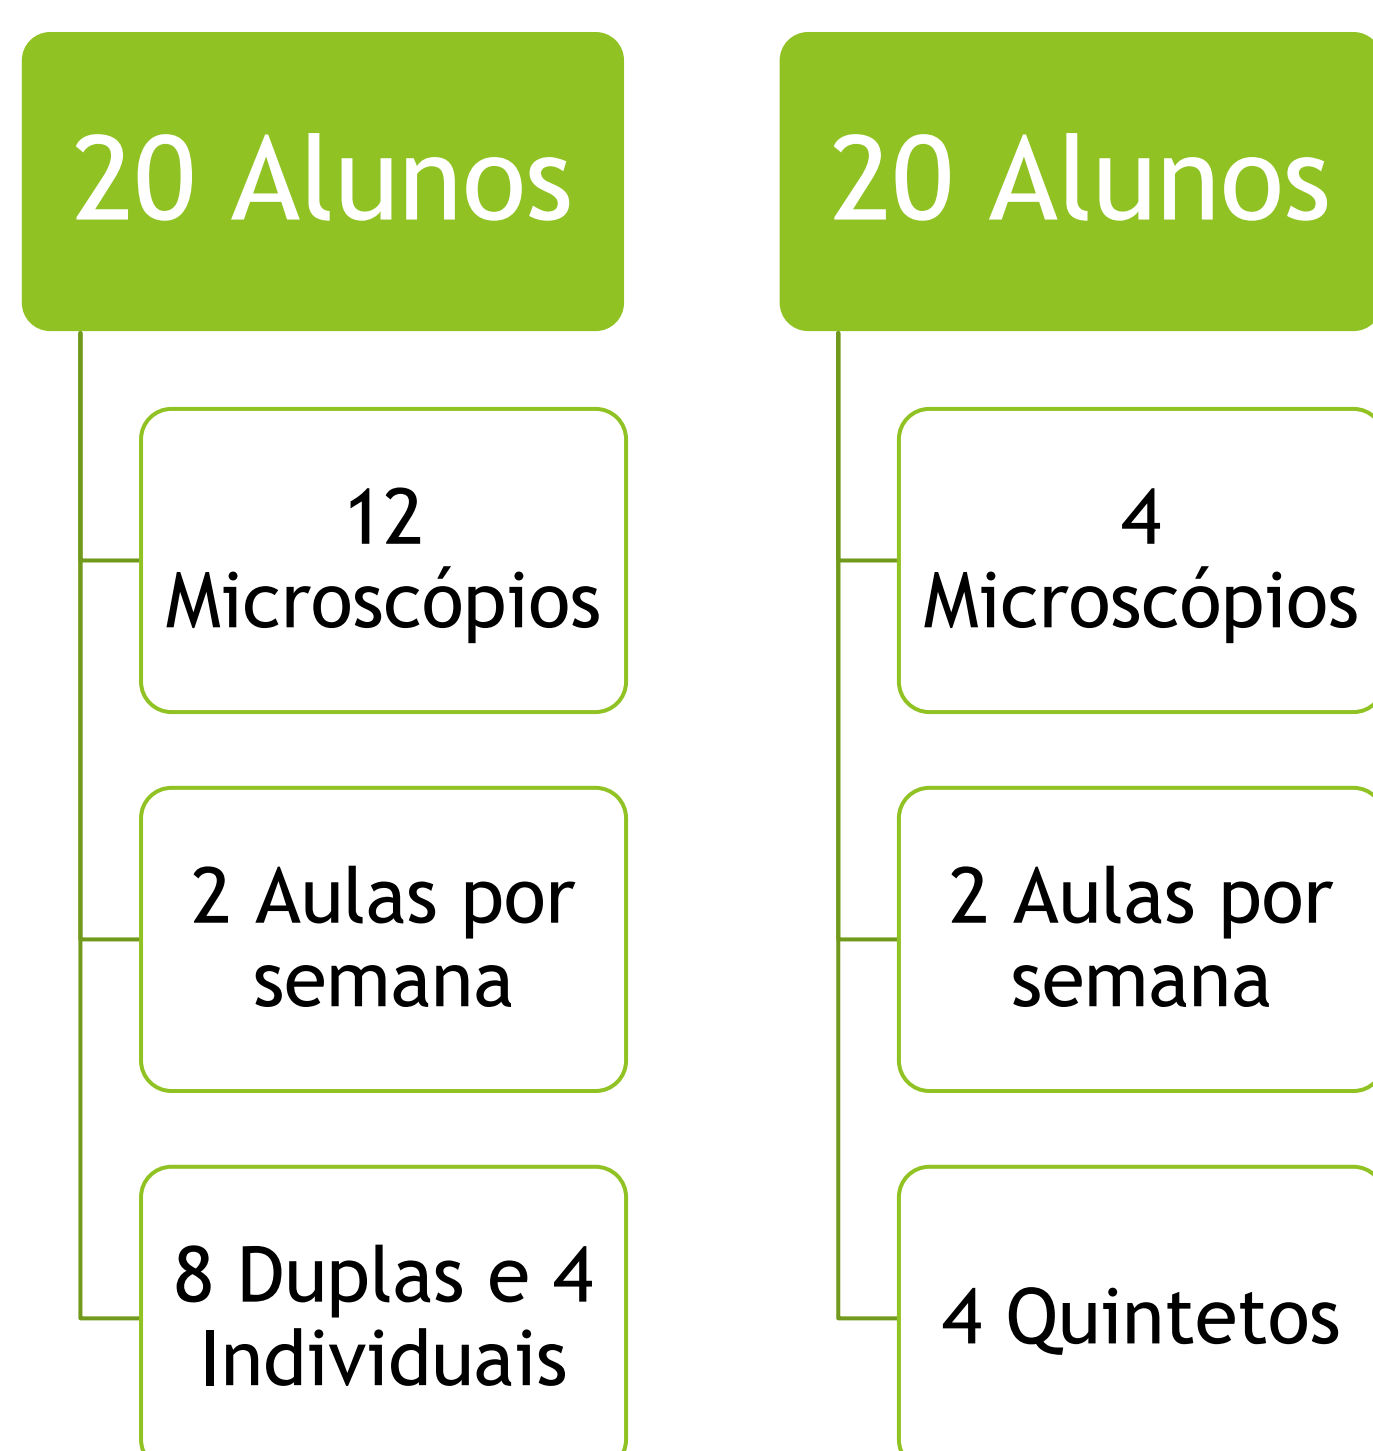 20 Alunos
12
Microscópios
2 Aulas por
semana
8 Duplas e 4
Individuais
20 Alunos
4
Microscópios
2 Aulas por
semana
4 Quintetos